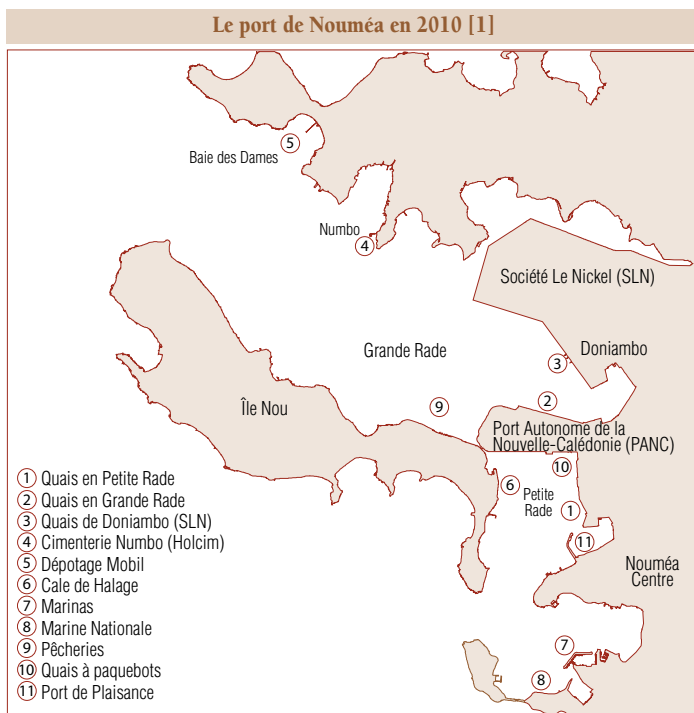 Le port de Nouméa en 2010 [1]
5
Baie des Dames
Numbo
4
Société Le Nickel (SLN)
Grande Rade
Doniambo
3
Île Nou
9
2
Port Autonome de la
Nouvelle-Calédonie (PANC)
10
6
Petite
Rade
1
11
Nouméa
Centre
7
8
1 Quais en Petite Rade
2 Quais en Grande Rade
3 Quais de Doniambo (SLN)
4 Cimenterie Numbo (Holcim)
5 Dépotage Mobil
6 Cale de Halage
7 Marinas
8 Marine Nationale
9 Pêcheries
10 Quais à paquebots
11 Port de Plaisance